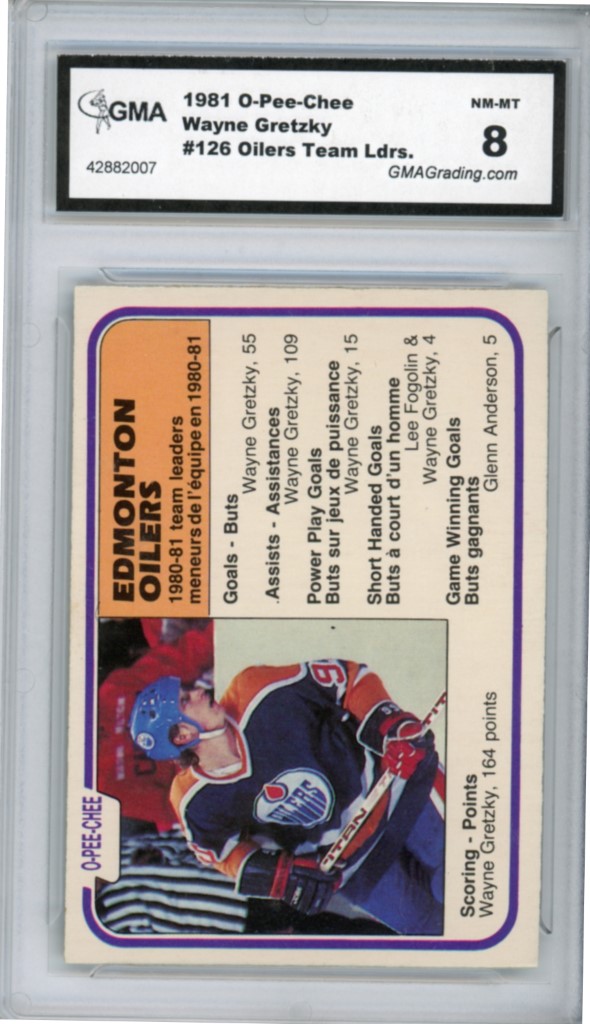 GMA
1981 O-Pee-Chee
Wayne Gretzky
#126 Oilers Team Ldrs.
42882007
NM-MT
8
GMAGrading.com
O-PEE-CHEE
EDMONTON
OILERS
1980-81 team leaders
meneurs de l'équipe en 1980-81
Goals - Buts
Wayne Gretzky, 55
Assists - Assistances
Wayne Gretzky, 109
Power Play Goals
Buts sur jeux de puissance
Wayne Gretzky, 15
Short Handed Goals
Buts à court d'un homme
Lee Fogolin &
Wayne Gretzky, 4
Game Winning Goals
Buts gagnants
Glenn Anderson, 5
Scoring - Points
Wayne Gretzky, 164 points
OILERS
TITAN
TIT
9